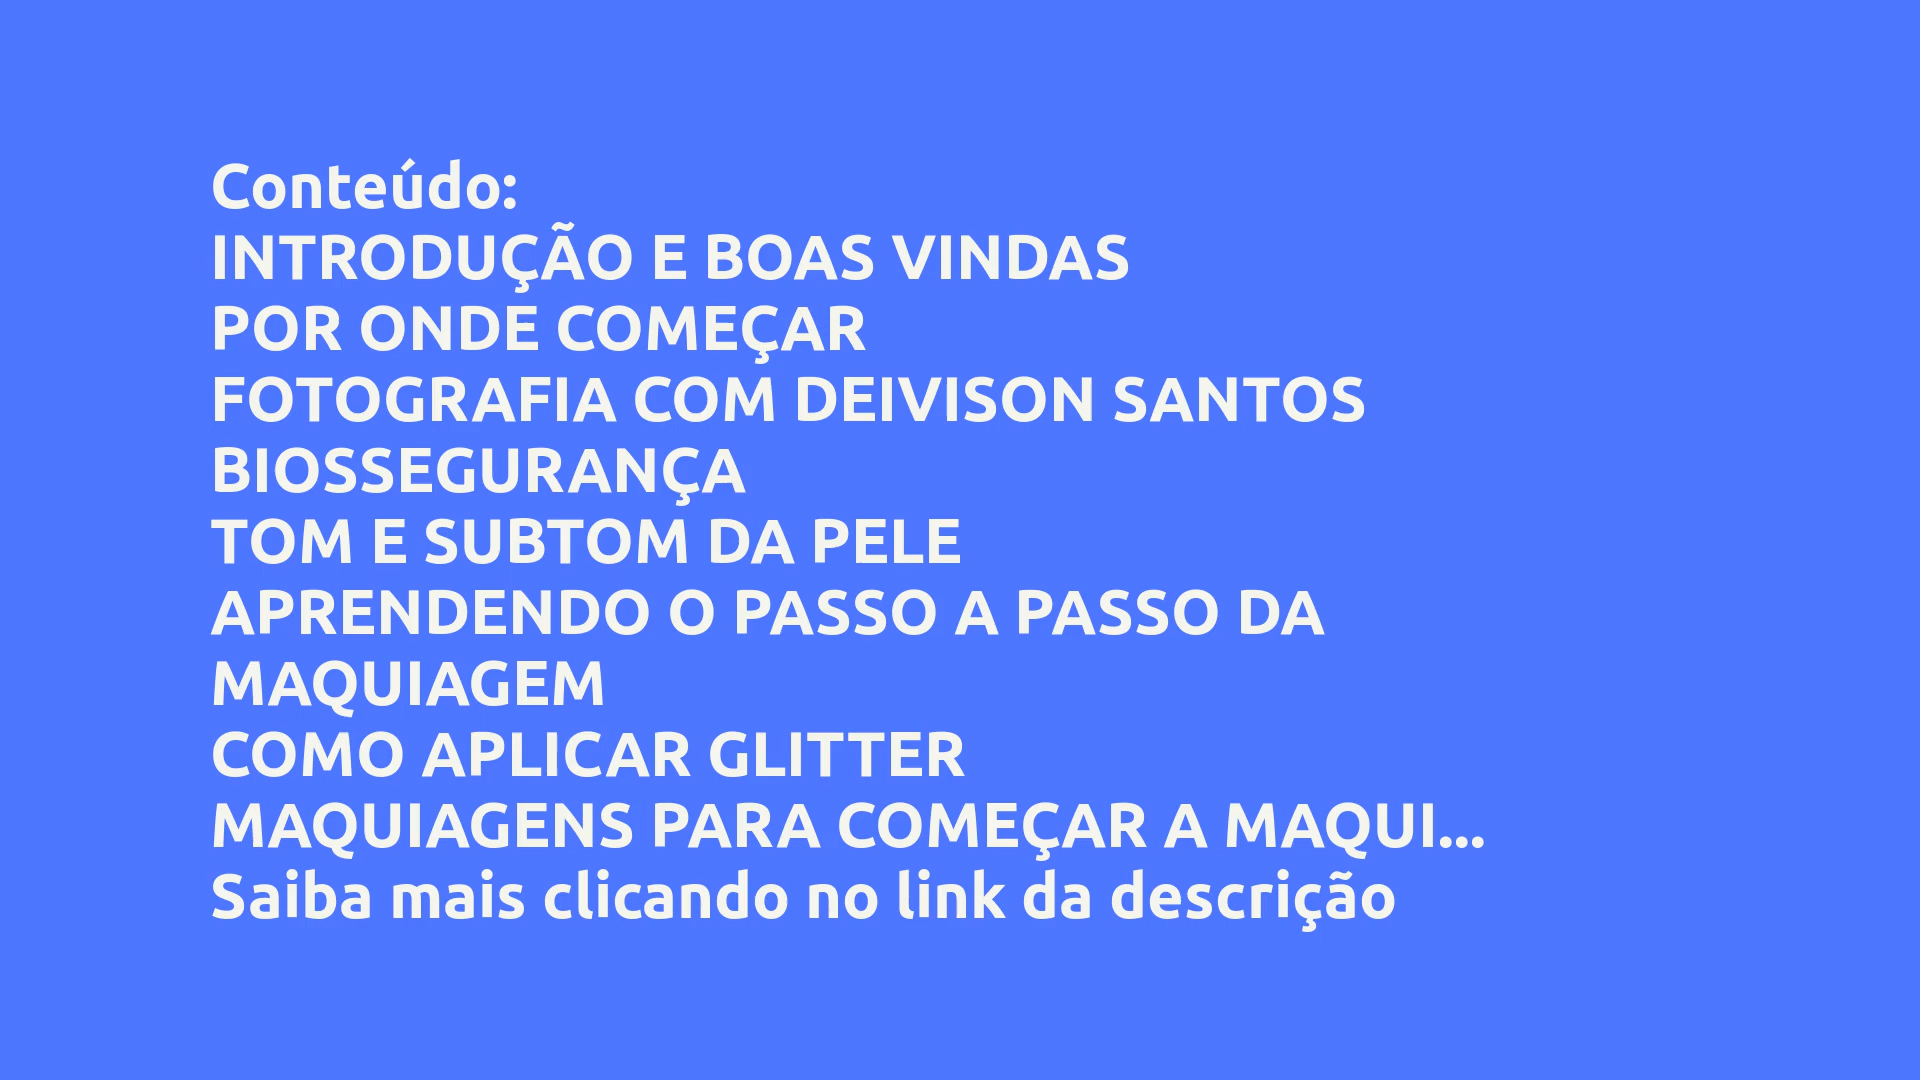 Conteúdo:
INTRODUÇÃO E BOAS VINDAS
POR ONDE COMEÇAR
FOTOGRAFIA COM DEIVISON SANTOS
BIOSSEGURANÇA
TOM E SUBTOM DA PELE
APRENDENDO O PASSO A PASSO DA
MAQUIAGEM
COMO APLICAR GLITTER
MAQUIAGENS PARA COMEÇAR A MAQUI...
Saiba mais clicando no link da descrição